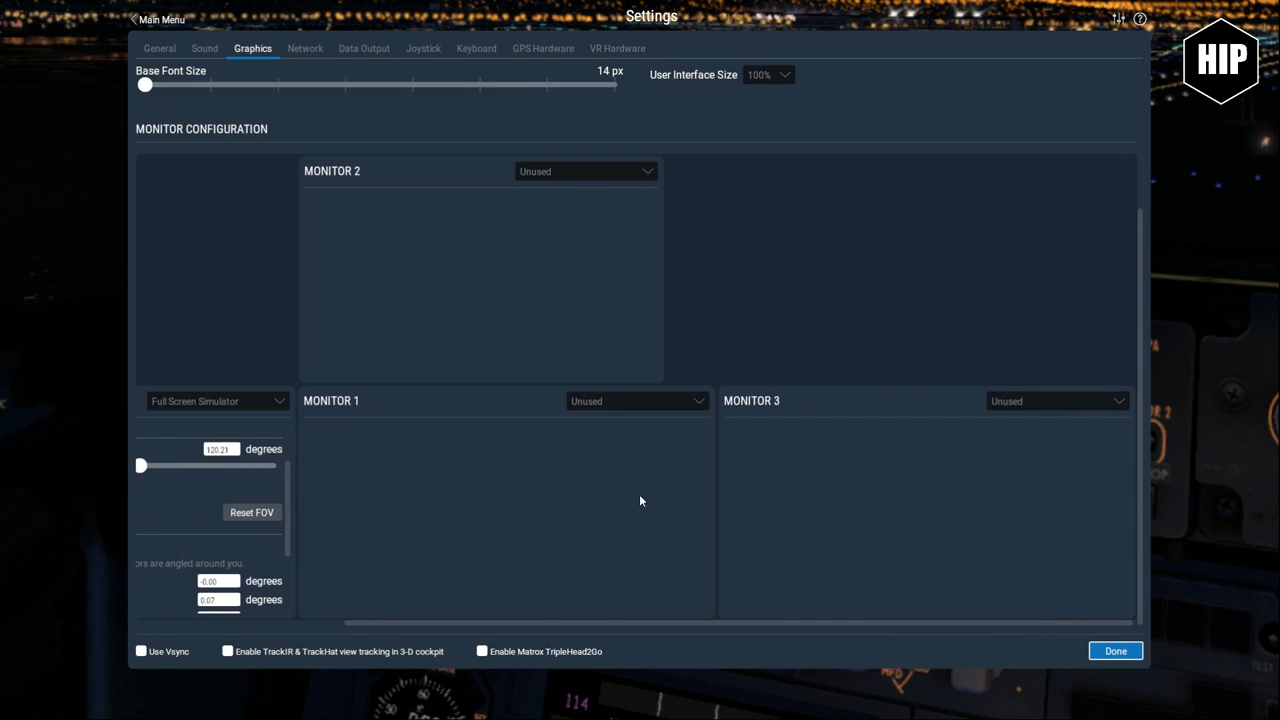 Main Menu
Settings
HIP
General Sound Graphics Network Data Output Joystick Keyboard GPS Hardware VR Hardware
Base Font Size 14 px User Interface Size 100%
MONITOR CONFIGURATION
MONITOR 2 Unused
Full Screen Simulator MONITOR 1 Unused MONITOR 3 Unused
120.21 degrees
Reset FOV
ors are angled around you.
-0.00 degrees
0.07 degrees
Use Vsync Enable TrackIR & TrackHat view tracking in 3-D cockpit Enable Matrox TripleHead2Go Done
114